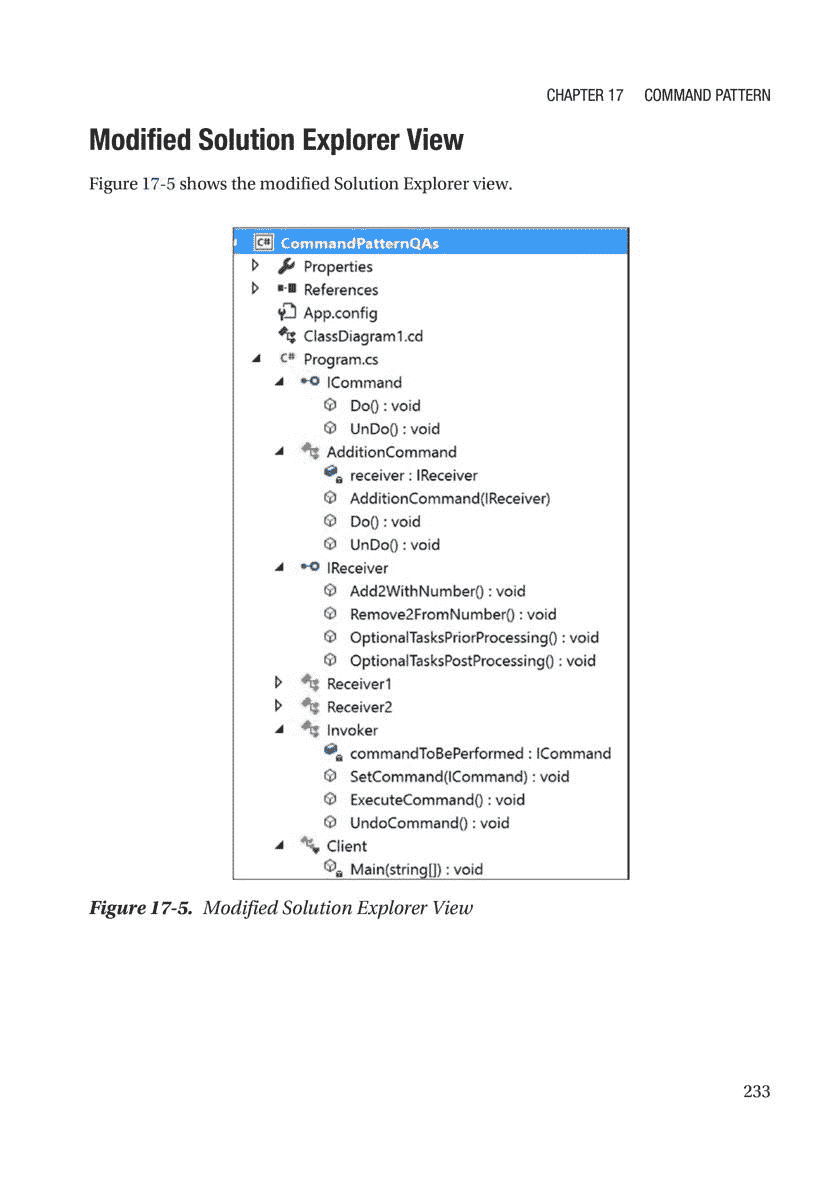 CHAPTER 17 COMMAND PATTERN
Modified Solution Explorer View
Figure 17-5 shows the modified Solution Explorer view.
C# CommandPatternQAs
Properties
References
App.config
ClassDiagram1.cd
C# Program.cs
ICommand
Do() : void
UnDo() : void
AdditionCommand
receiver : IReceiver
AdditionCommand(IReceiver)
Do() : void
UnDo() : void
IReceiver
Add2WithNumber() : void
Remove2FromNumber() : void
OptionalTasksPriorProcessing() : void
OptionalTasksPostProcessing() : void
Receiver1
Receiver2
Invoker
commandToBePerformed : ICommand
SetCommand(ICommand) : void
ExecuteCommand() : void
UndoCommand() : void
Client
Main(string[]) : void
Figure 17-5. Modified Solution Explorer View
233